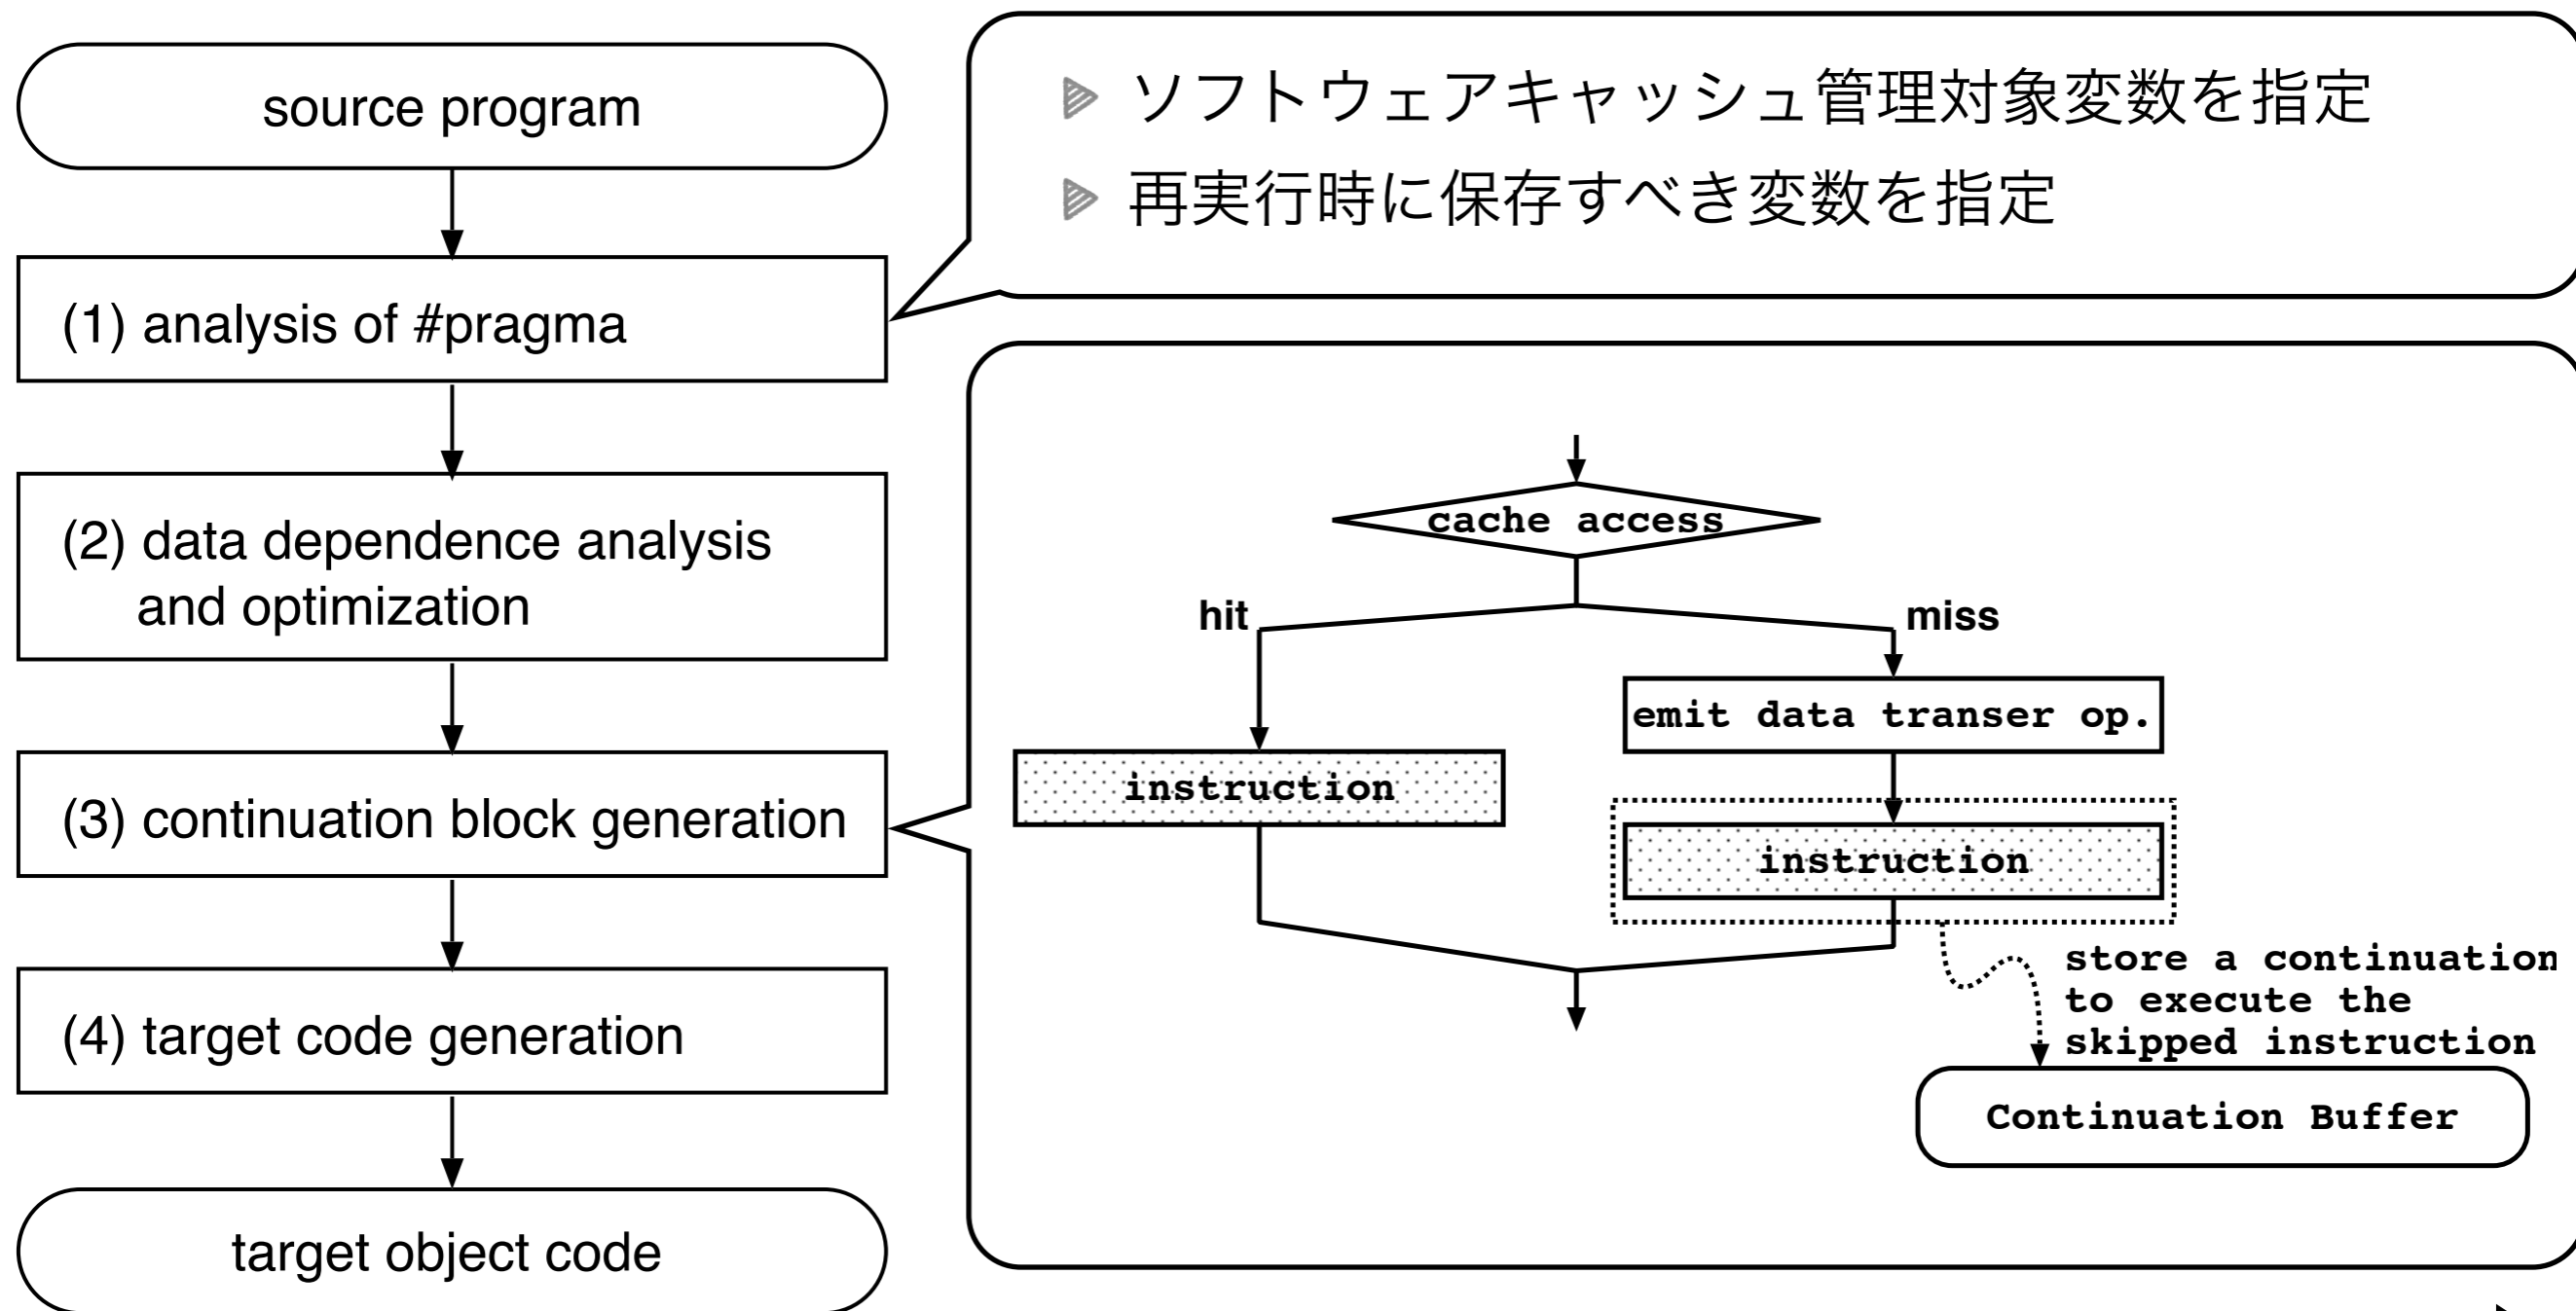 source program
(1) analysis of #pragma
(2) data dependence analysis
and optimization
(3) continuation block generation
(4) target code generation
target object code
ソフトウェアキャッシュ管理対象変数を指定
再実行時に保存すべき変数を指定
cache access
hit
miss
emit data transer op.
instruction
instruction
store a continuation
to execute the
skipped instruction
Continuation Buffer